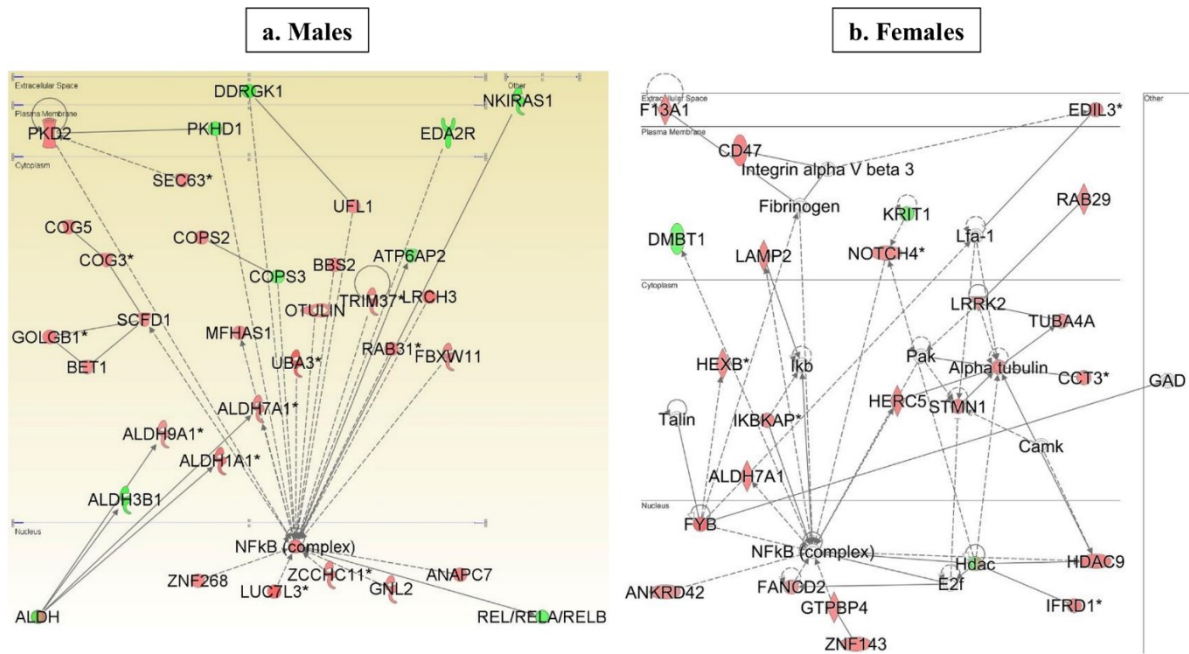 a. Males
Extracellular Space
Other
DDRGK1
NKIRAS1
Plasma Membrane
PKD2
PKHD1
EDA2R
Cytoplasm
SEC63*
UFL1
COG5
COPS2
COG3*
COPS3
BBS2
ATP6AP2
TRIM37*
LRCH3
OTULIN
SCFD1
GOLGB1*
MFHAS1
BET1
UBA3*
RAB31*
FBXW11
ALDH7A1*
ALDH9A1*
ALDH1A1*
ALDH3B1
Nucleus
NFkB (complex)
ZNF268
ZCCHC11*
ANAPC7
LUC7L3*
GNL2
ALDH
REL/RELA/RELB
b. Females
Extracellular Space
Other
F13A1
EDIL3*
Plasma Membrane
CD47
Integrin alpha V beta 3
RAB29
Fibrinogen
KRIT1
DMBT1
LAMP2
NOTCH4*
Lfa-1
Cytoplasm
LRRK2
TUBA4A
HEXB*
Ikb
Pak
Alpha tubulin
CCT3*
GAD
HERC5
STMN1
Talin
IKBKAP*
Camk
ALDH7A1
Nucleus
FYB
NFkB (complex)
Hdac
HDAC9
ANKRD42
FANCD2
E2f
GTPBP4
IFRD1*
ZNF143